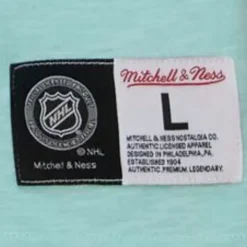 NHL
© NHL
Mitchell & Ness
Mitchell & Ness
L
MITCHELL & NESS NOSTALGIA CO.
AUTHENTIC LICENSED APPAREL
DESIGNED IN PHILADELPHIA, PA.
ESTABLISHED 1904
AUTHENTIC. PREMIUM. LEGENDARY.